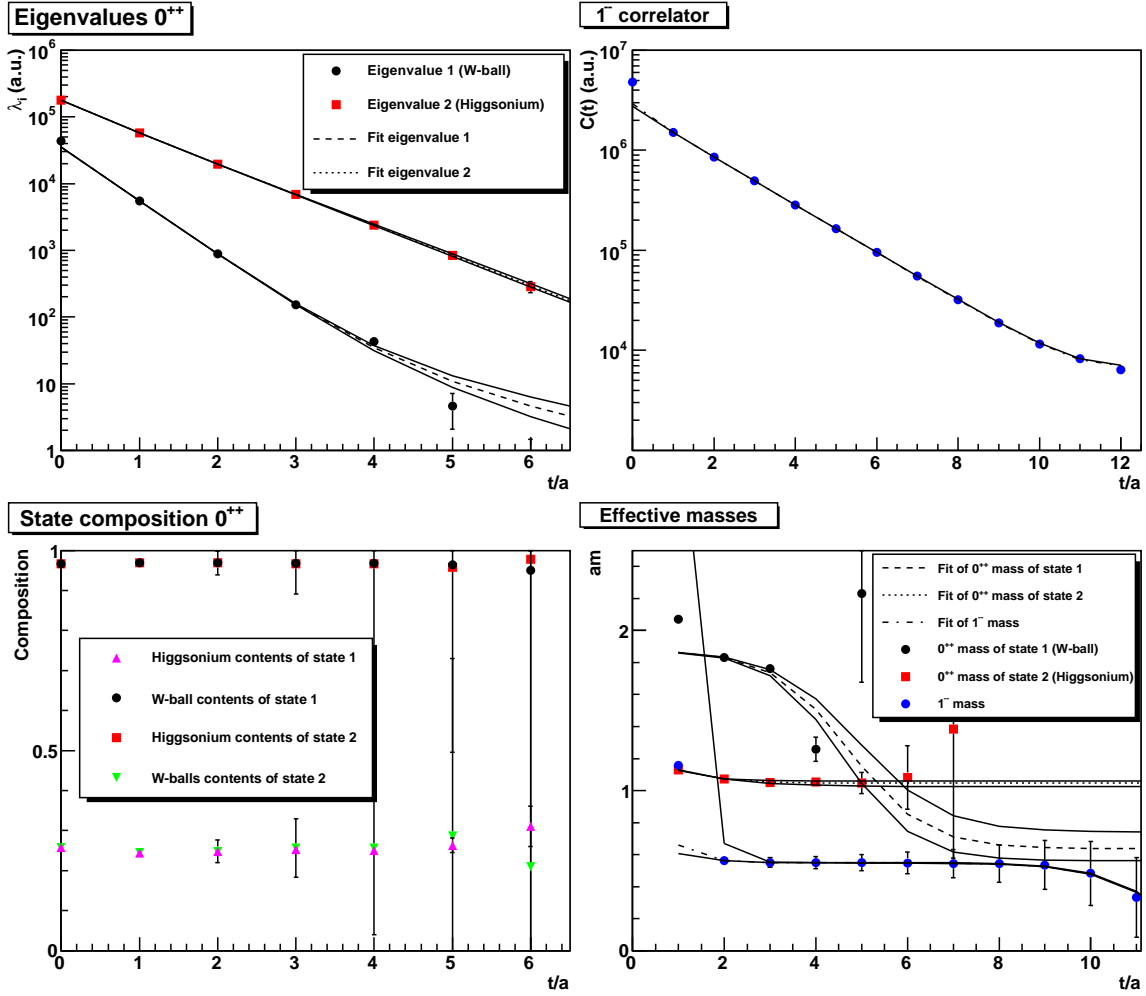 Eigenvalues 0++
λi (a.u.)
10^6
10^5
10^4
10^3
10^2
10
1
Eigenvalue 1 (W-ball)
Eigenvalue 2 (Higgsonium)
Fit eigenvalue 1
Fit eigenvalue 2
0 1 2 3 4 5 6
t/a
1-- correlator
C(t) (a.u.)
10^7
10^6
10^5
10^4
0 2 4 6 8 10 12
t/a
State composition 0++
Composition
1
0.5
0
Higgsonium contents of state 1
W-ball contents of state 1
Higgsonium contents of state 2
W-balls contents of state 2
0 1 2 3 4 5 6
t/a
Effective masses
am
2
1
0
Fit of 0++ mass of state 1
Fit of 0++ mass of state 2
Fit of 1-- mass
0++ mass of state 1 (W-ball)
0++ mass of state 2 (Higgsonium)
1-- mass
0 2 4 6 8 10
t/a